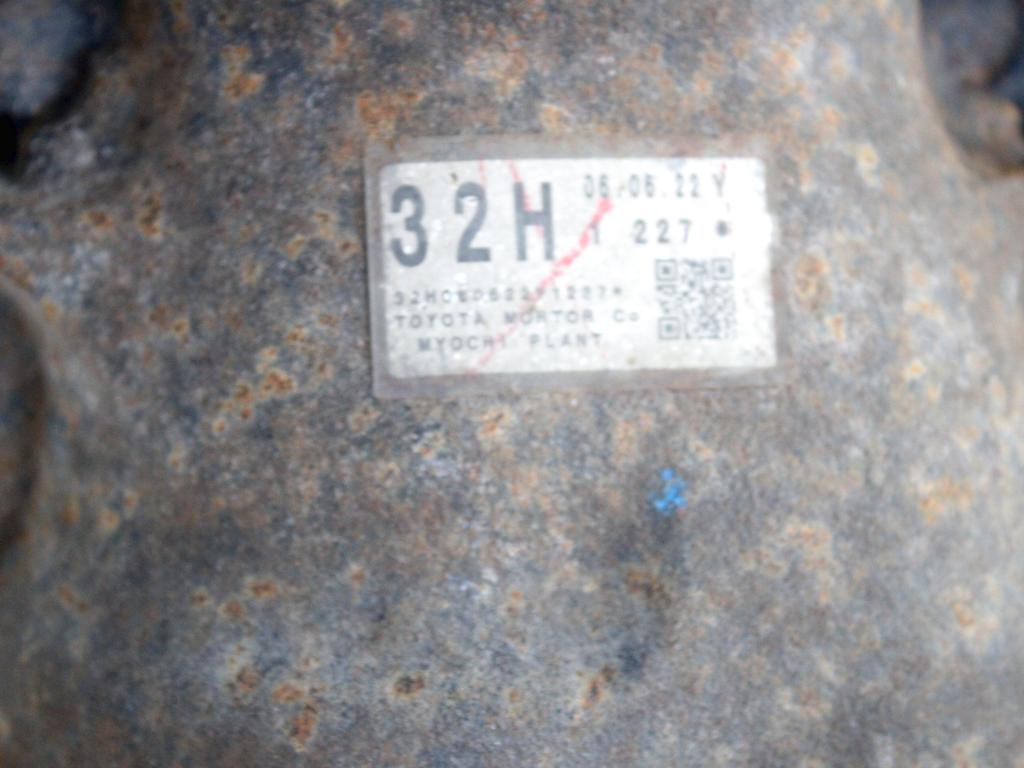 32H 06.06.22 Y
1 227 *
TOYOTA MORTOR Co
MYOCHI PLANT